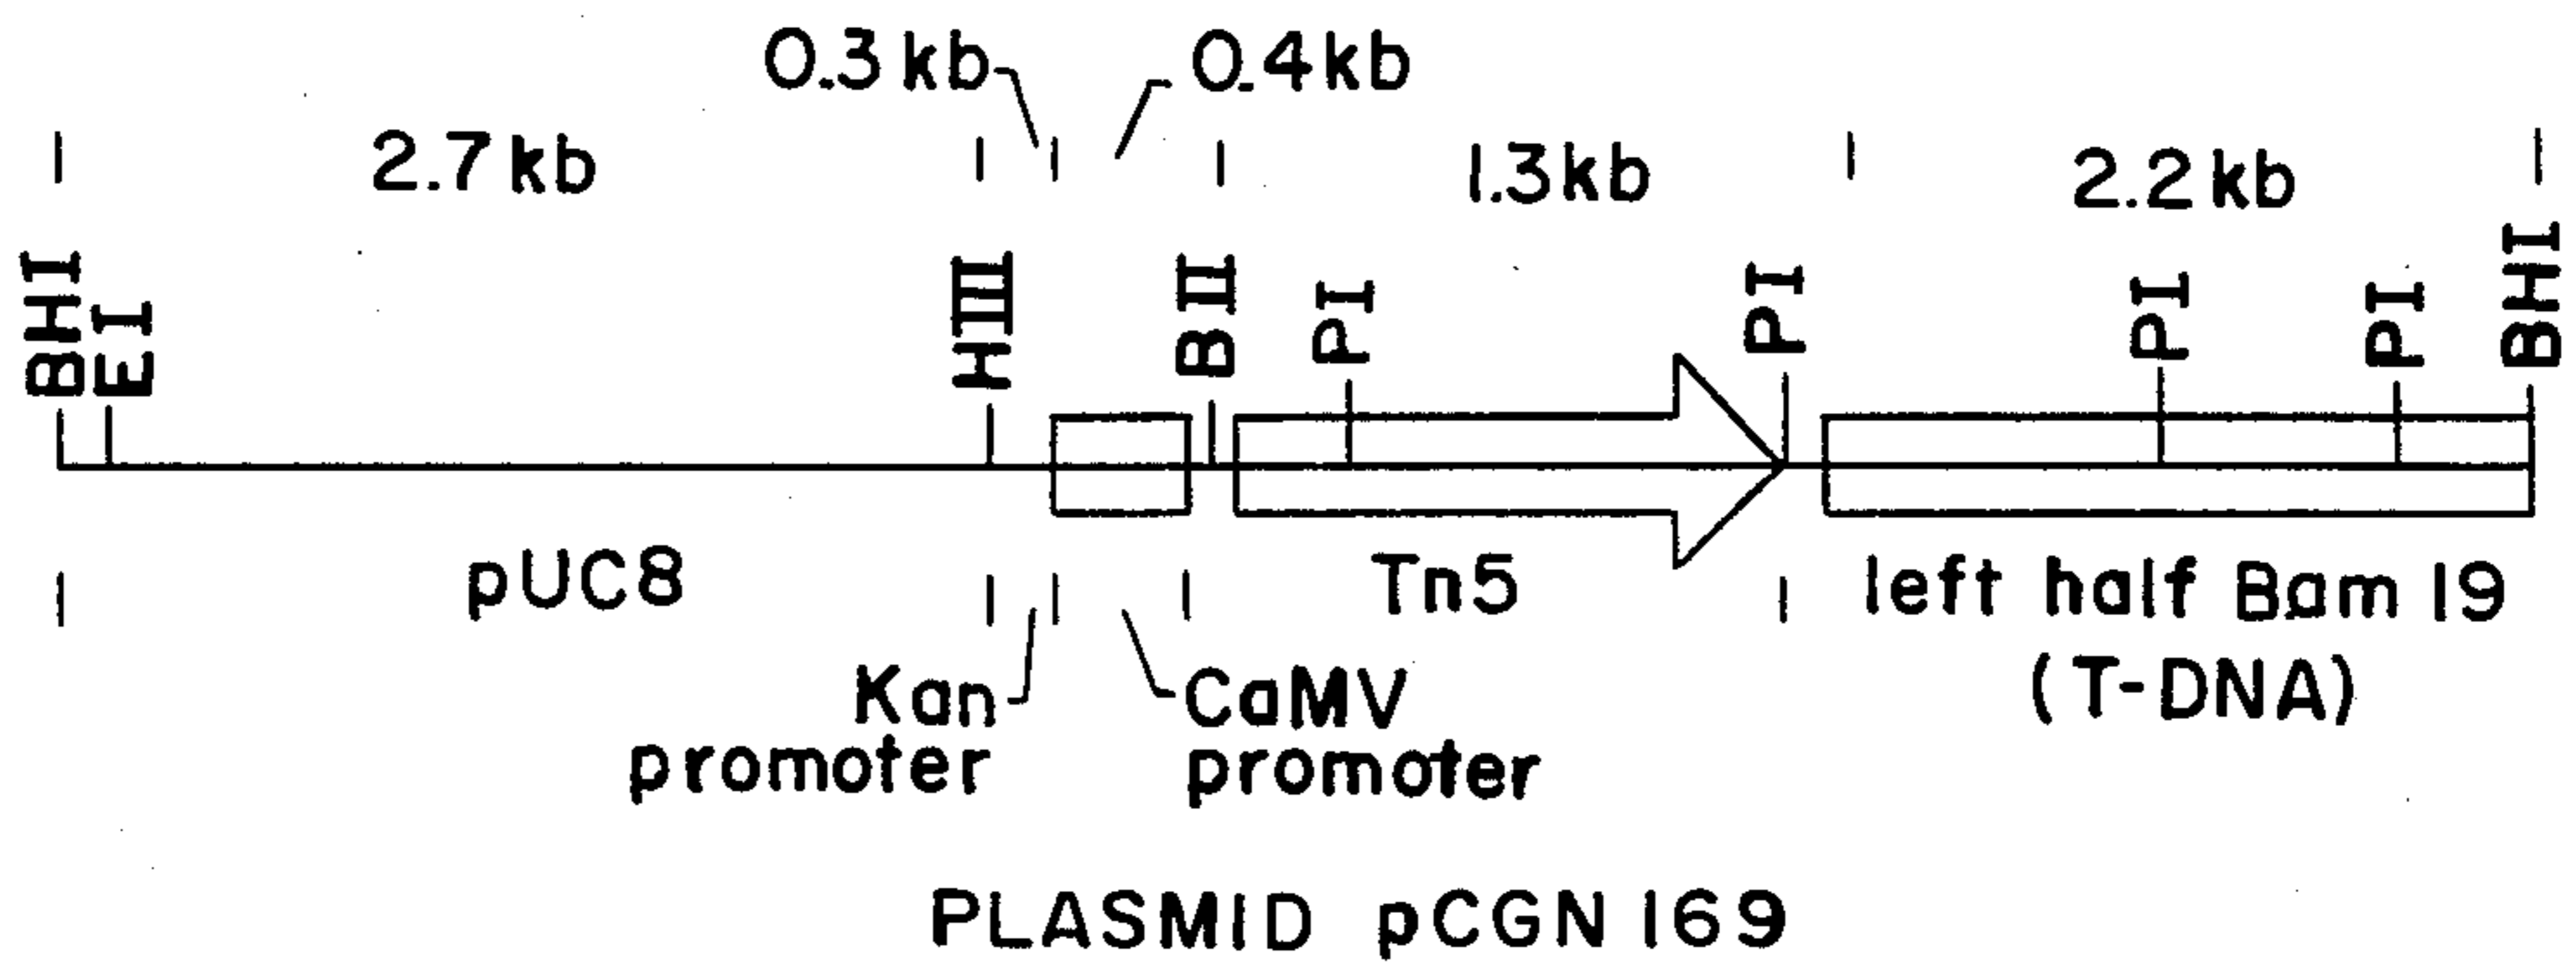 0.3 kb 0.4 kb
2.7 kb 1.3 kb 2.2 kb
BHI EI HIII BII PI PI PI PI BHI
pUC8 Tn5 left half Bam 19
(T-DNA)
Kan promoter
CaMV promoter
PLASMID pCGN 169